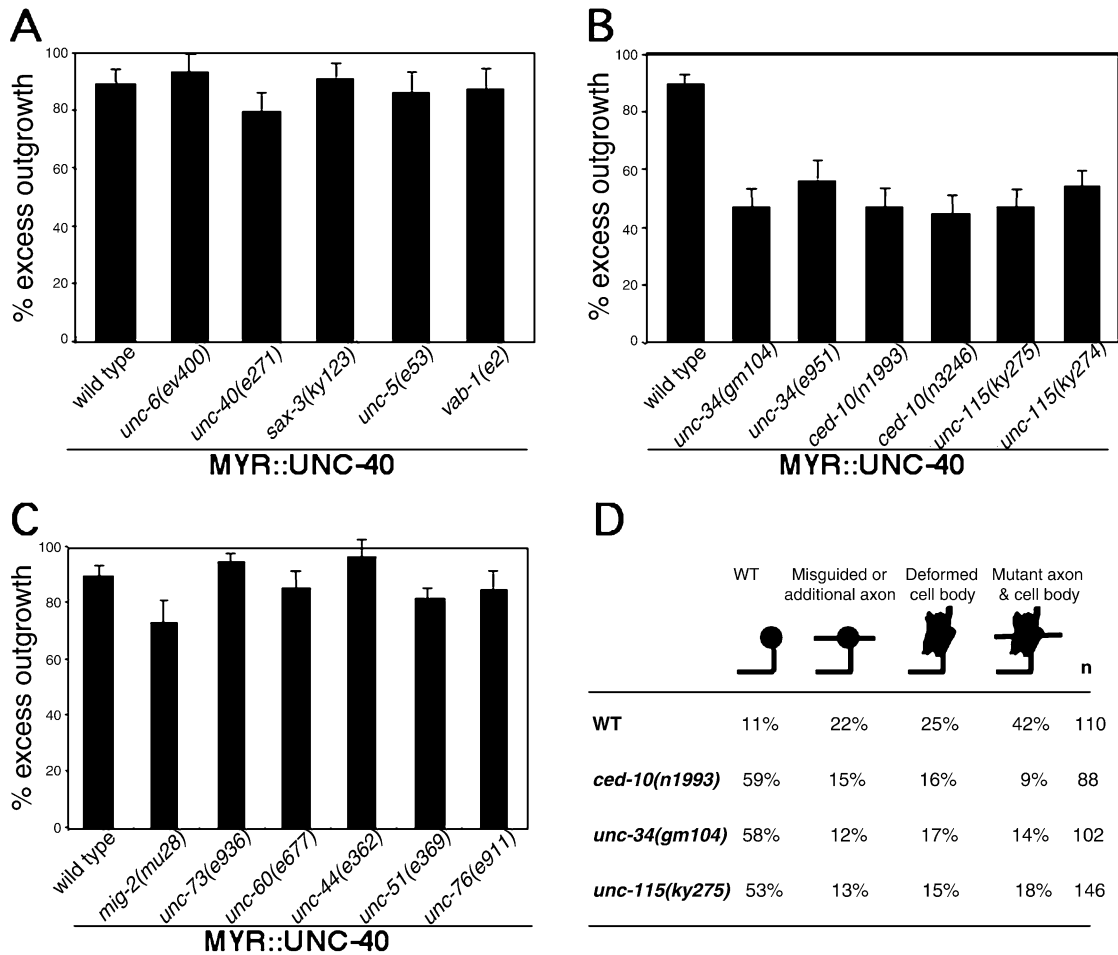 A
% excess outgrowth
100
80
60
40
20
0
wild type
unc-6(ev400)
unc-40(e271)
sax-3(ky123)
unc-5(e53)
vab-1(e2)
MYR::UNC-40
B
% excess outgrowth
100
80
60
40
20
0
wild type
unc-34(gm104)
unc-34(e951)
ced-10(n1993)
ced-10(n3246)
unc-115(ky275)
unc-115(ky274)
MYR::UNC-40
C
% excess outgrowth
100
80
60
40
20
0
wild type
mig-2(mu28)
unc-73(e936)
unc-60(e677)
unc-44(e362)
unc-51(e369)
unc-76(e911)
MYR::UNC-40
D
WT Misguided or additional axon Deformed cell body Mutant axon & cell body n
WT 11% 22% 25% 42% 110
ced-10(n1993) 59% 15% 16% 9% 88
unc-34(gm104) 58% 12% 17% 14% 102
unc-115(ky275) 53% 13% 15% 18% 146